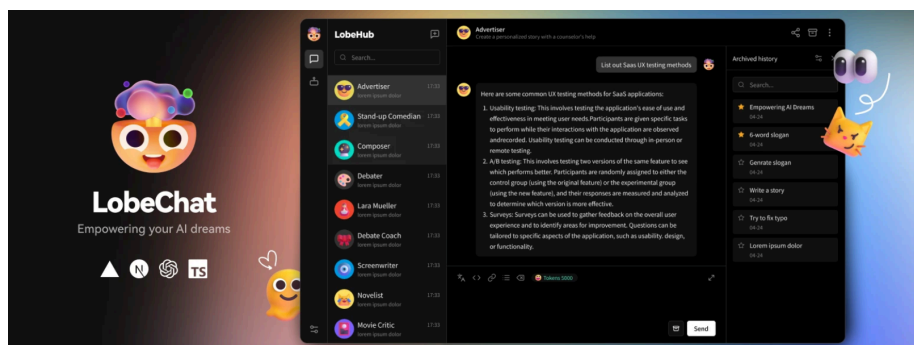 LobeChat
Empowering your AI dreams
TS
LobeHub
Search...
Advertiser 17:33
lorem ipsum dolor
Stand-up Comedian 17:33
lorem ipsum dolor
Composer 17:33
lorem ipsum dolor
Debater 17:33
lorem ipsum dolor
Lara Mueller 17:33
lorem ipsum dolor
Debate Coach 17:33
lorem ipsum dolor
Screenwriter 17:33
lorem ipsum dolor
Novelist 17:33
lorem ipsum dolor
Movie Critic 17:33
lorem ipsum dolor
Advertiser
Create a personalized story with a counselor's help
List out Saas UX testing methods
Here are some common UX testing methods for SaaS applications:
1. Usability testing: This involves testing the application's ease of use and
effectiveness in meeting user needs.Participants are given specific tasks
to perform while their interactions with the application are observed
andrecorded. Usability testing can be conducted through in-person or
remote testing.
2. A/B testing: This involves testing two versions of the same feature to see
which performs better. Participants are randomly assigned to either the
control group (using the original feature) or the experimental group
(using the new feature), and their responses are measured and analyzed
to determine which version is more effective.
3. Surveys: Surveys can be used to gather feedback on the overall user
experience and to identify areas for improvement. Questions can be
tailored to specific aspects of the application, such as usability. design,
or functionality.
Tokens 5000
Send
Archived history
Search...
Empowering AI Dreams
04-24
6-word slogan
04-24
Genrate slogan
04-24
Write a story
04-24
Try to fix typo
04-24
Lorem ipsum dolor
04-24